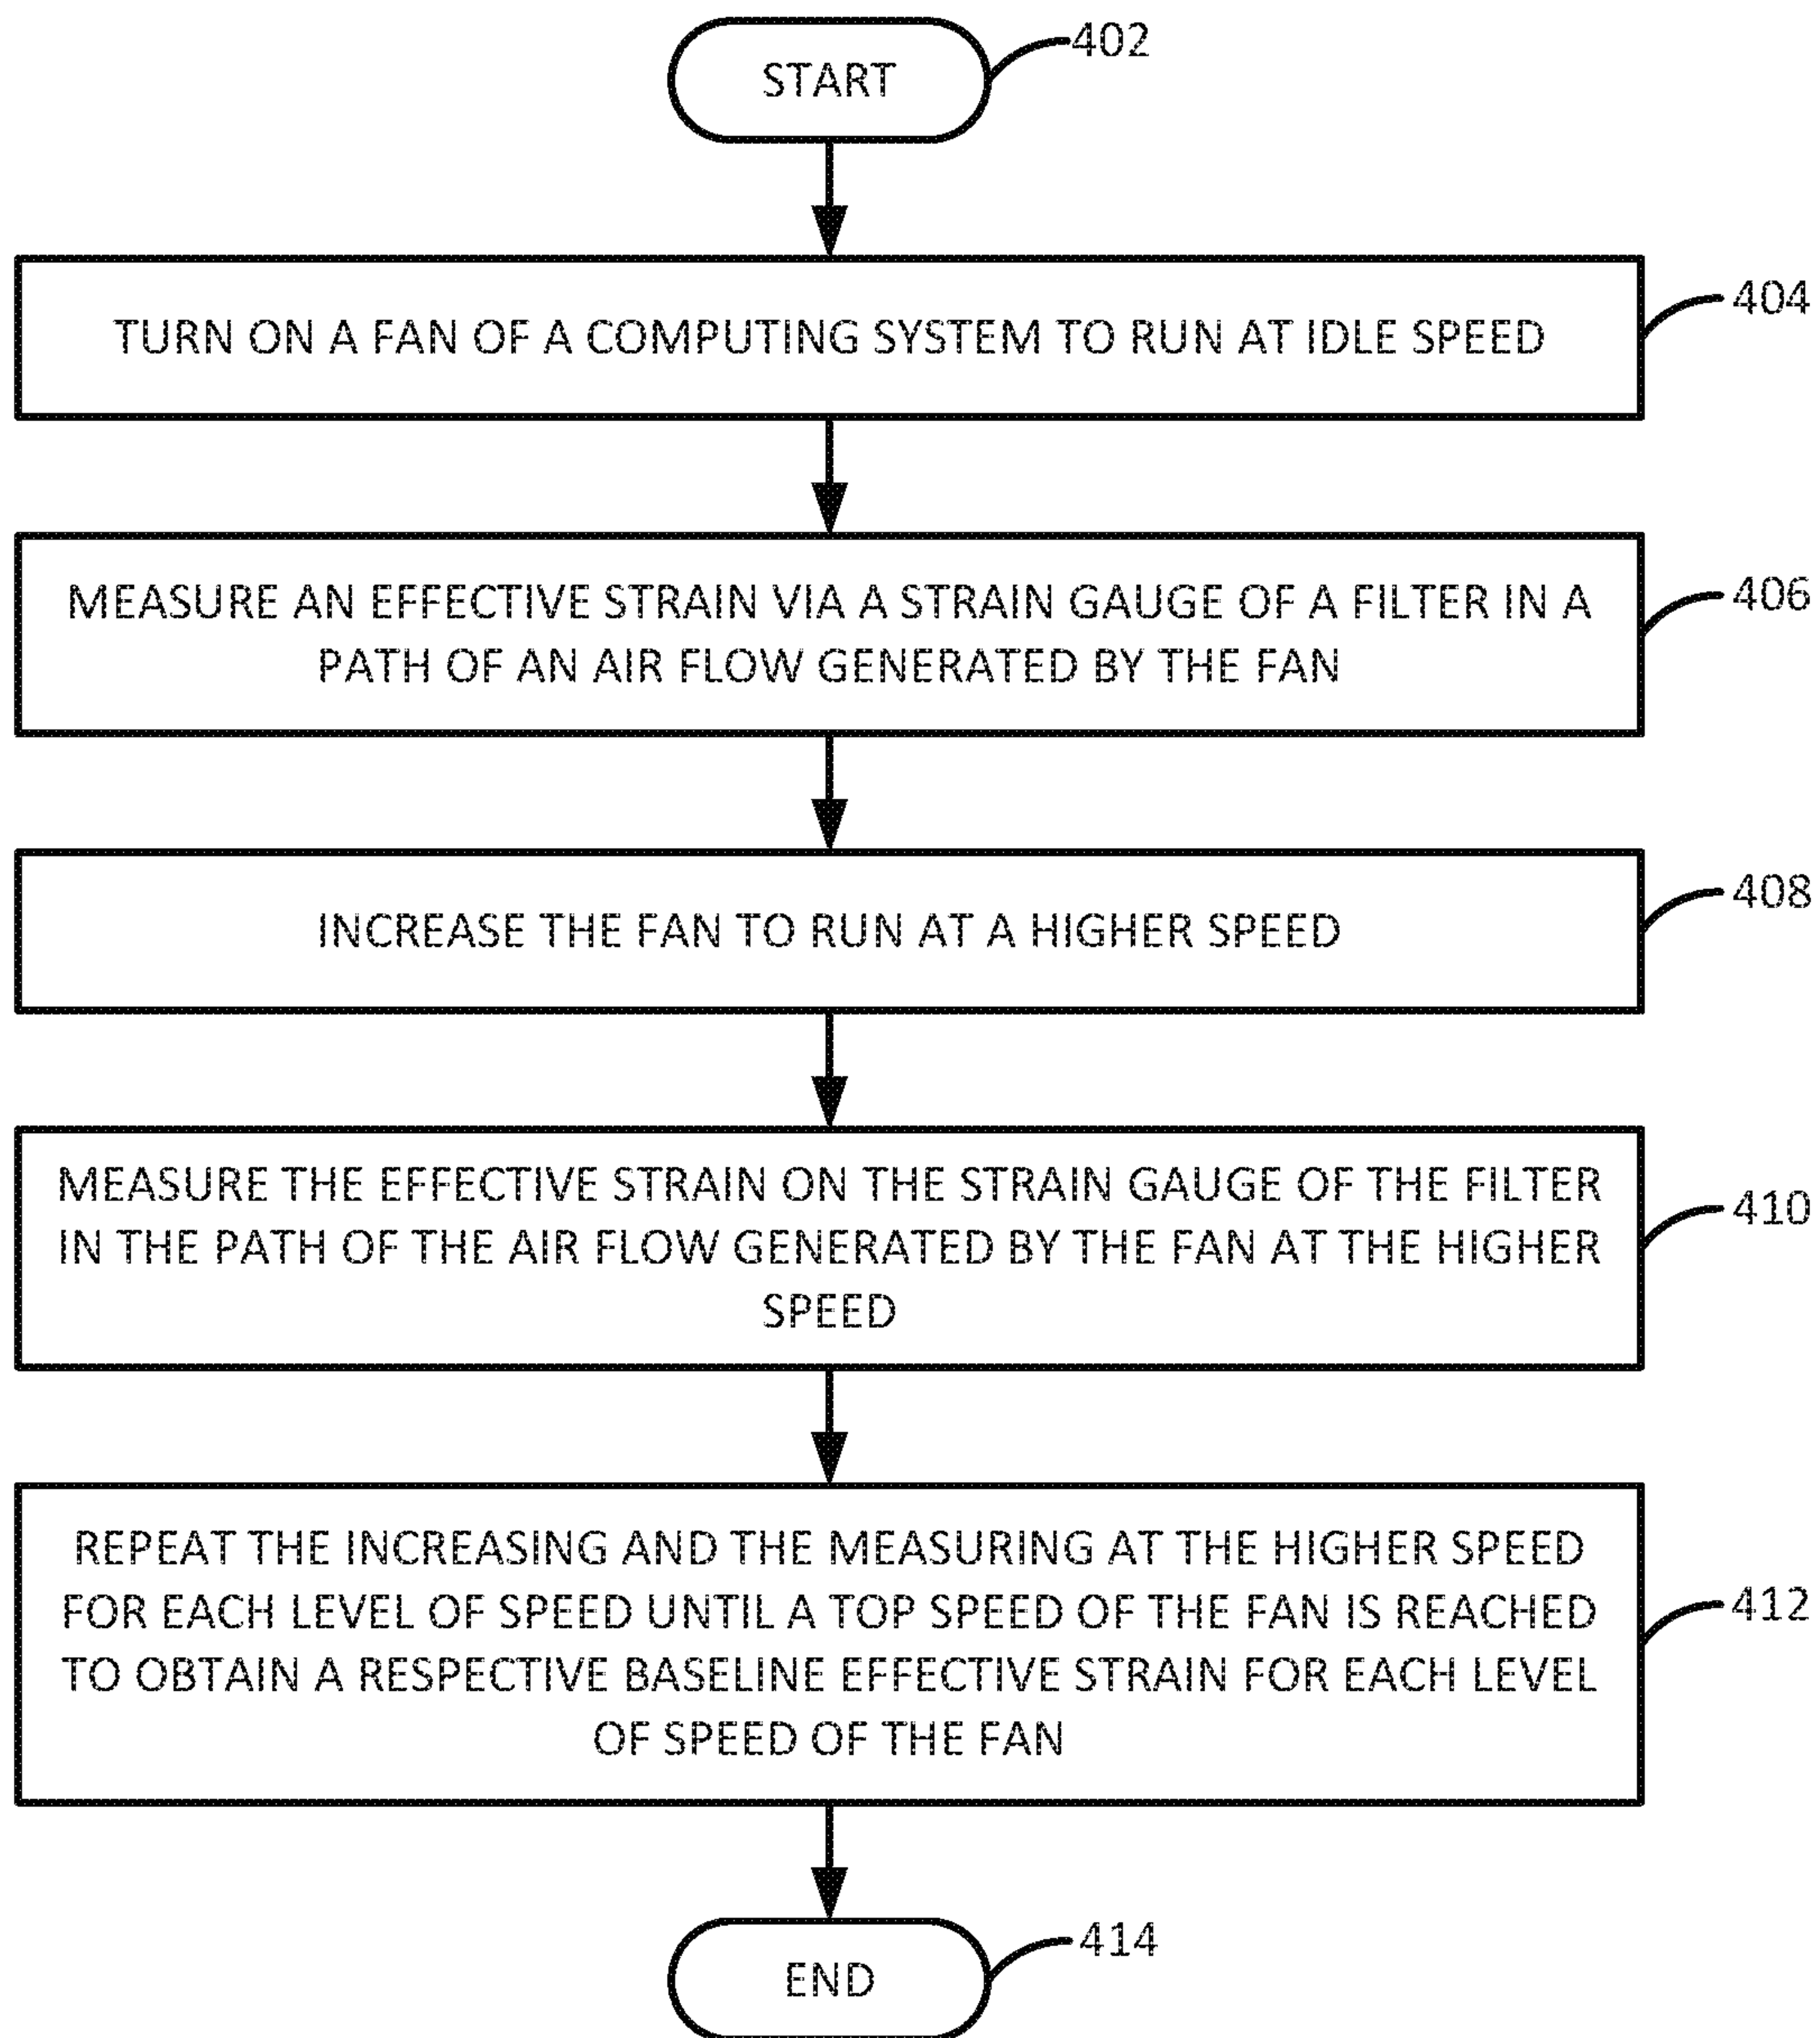 START
402
TURN ON A FAN OF A COMPUTING SYSTEM TO RUN AT IDLE SPEED
404
MEASURE AN EFFECTIVE STRAIN VIA A STRAIN GAUGE OF A FILTER IN A
PATH OF AN AIR FLOW GENERATED BY THE FAN
406
INCREASE THE FAN TO RUN AT A HIGHER SPEED
408
MEASURE THE EFFECTIVE STRAIN ON THE STRAIN GAUGE OF THE FILTER
IN THE PATH OF THE AIR FLOW GENERATED BY THE FAN AT THE HIGHER
SPEED
410
REPEAT THE INCREASING AND THE MEASURING AT THE HIGHER SPEED
FOR EACH LEVEL OF SPEED UNTIL A TOP SPEED OF THE FAN IS REACHED
TO OBTAIN A RESPECTIVE BASELINE EFFECTIVE STRAIN FOR EACH LEVEL
OF SPEED OF THE FAN
412
END
414